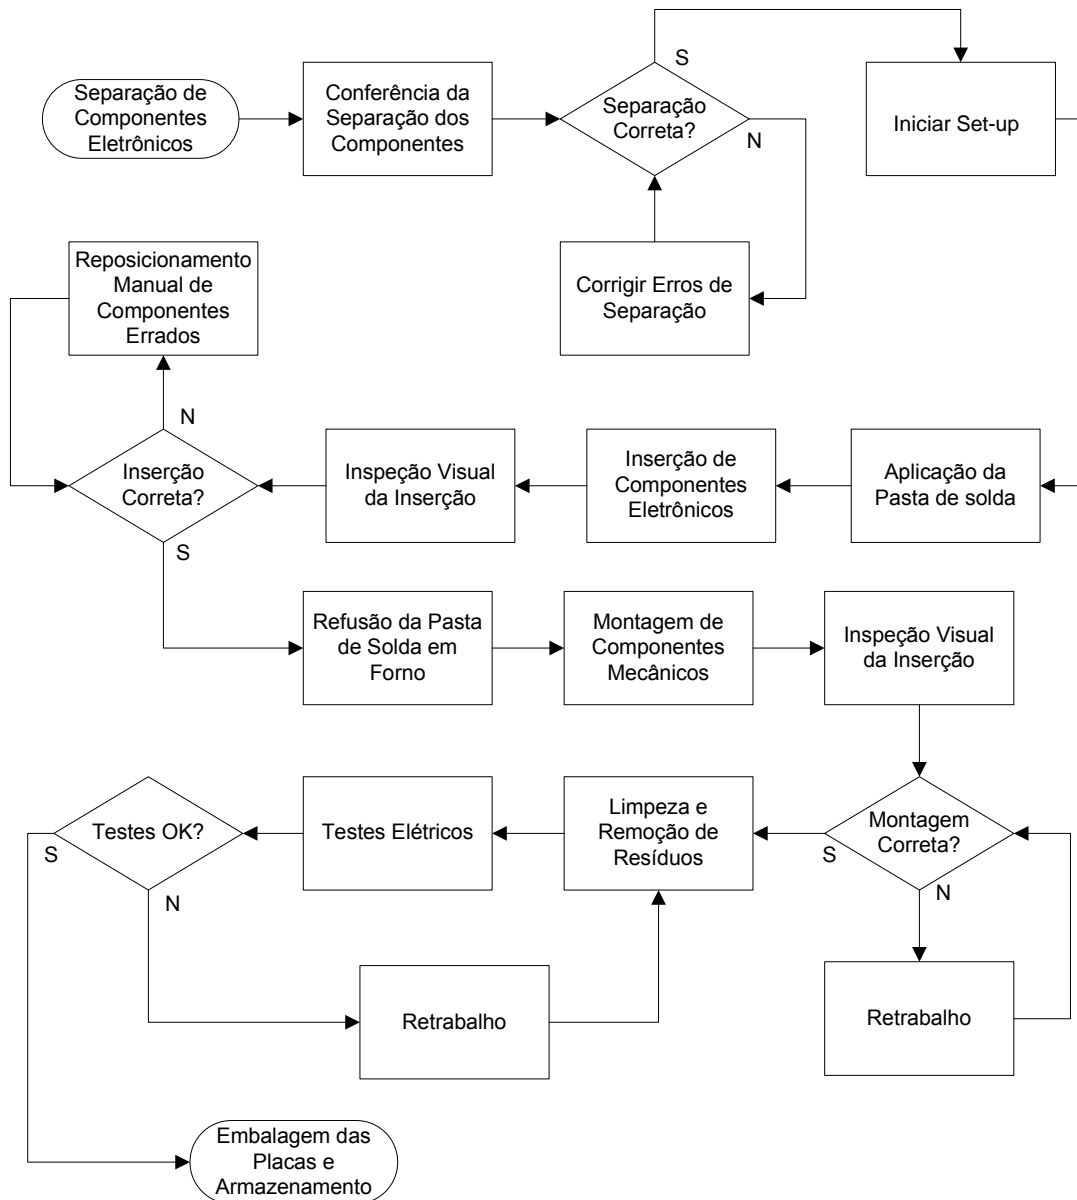 Separação de
Componentes
Eletrônicos
Conferência da
Separação dos
Componentes
Separação
Correta?
S
N
Iniciar Set-up
Corrigir Erros de
Separação
Reposicionamento
Manual de
Componentes
Errados
N
Inserção
Correta?
S
Inspeção Visual
da Inserção
Inserção de
Componentes
Eletrônicos
Aplicação da
Pasta de solda
Refusão da Pasta
de Solda em
Forno
Montagem de
Componentes
Mecânicos
Inspeção Visual
da Inserção
Testes OK?
S
N
Testes Elétricos
Limpeza e
Remoção de
Resíduos
Montagem
Correta?
S
N
Retrabalho
Retrabalho
Embalagem das
Placas e
Armazenamento